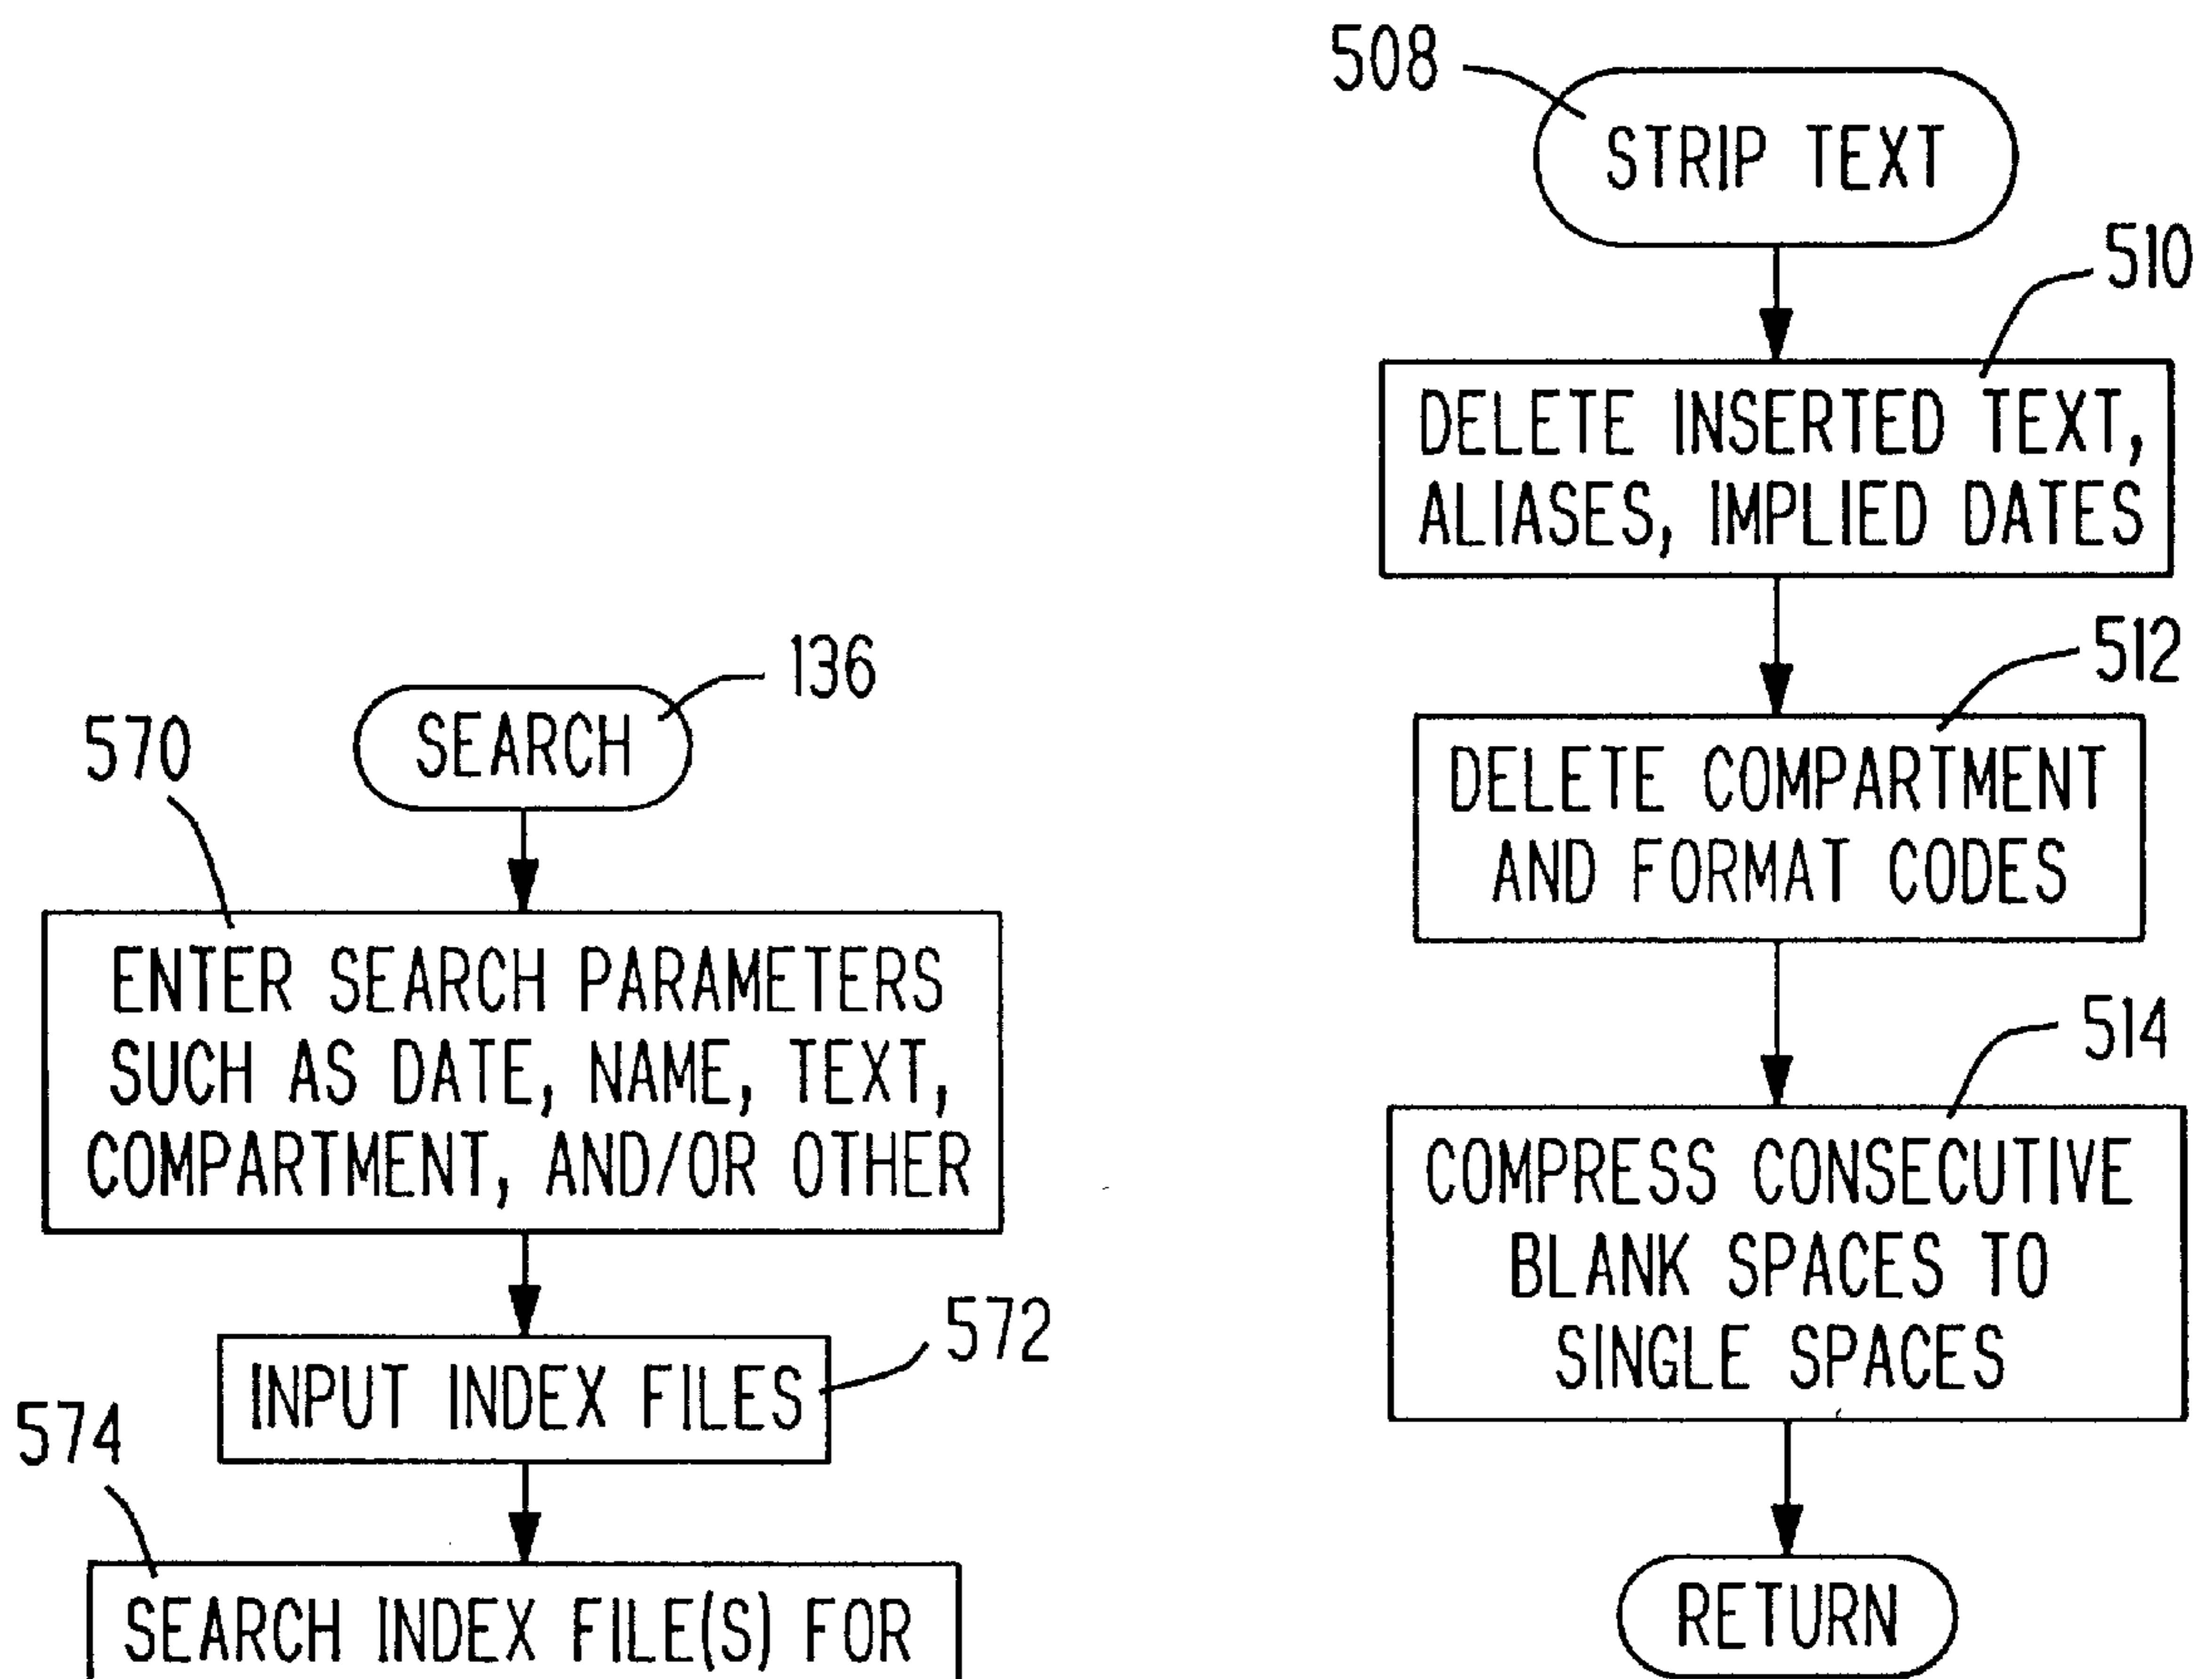 136
SEARCH
570
ENTER SEARCH PARAMETERS
SUCH AS DATE, NAME, TEXT,
COMPARTMENT, AND/OR OTHER
572
INPUT INDEX FILES
574
SEARCH INDEX FILE(S) FOR
508
STRIP TEXT
510
DELETE INSERTED TEXT,
ALIASES, IMPLIED DATES
512
DELETE COMPARTMENT
AND FORMAT CODES
514
COMPRESS CONSECUTIVE
BLANK SPACES TO
SINGLE SPACES
RETURN